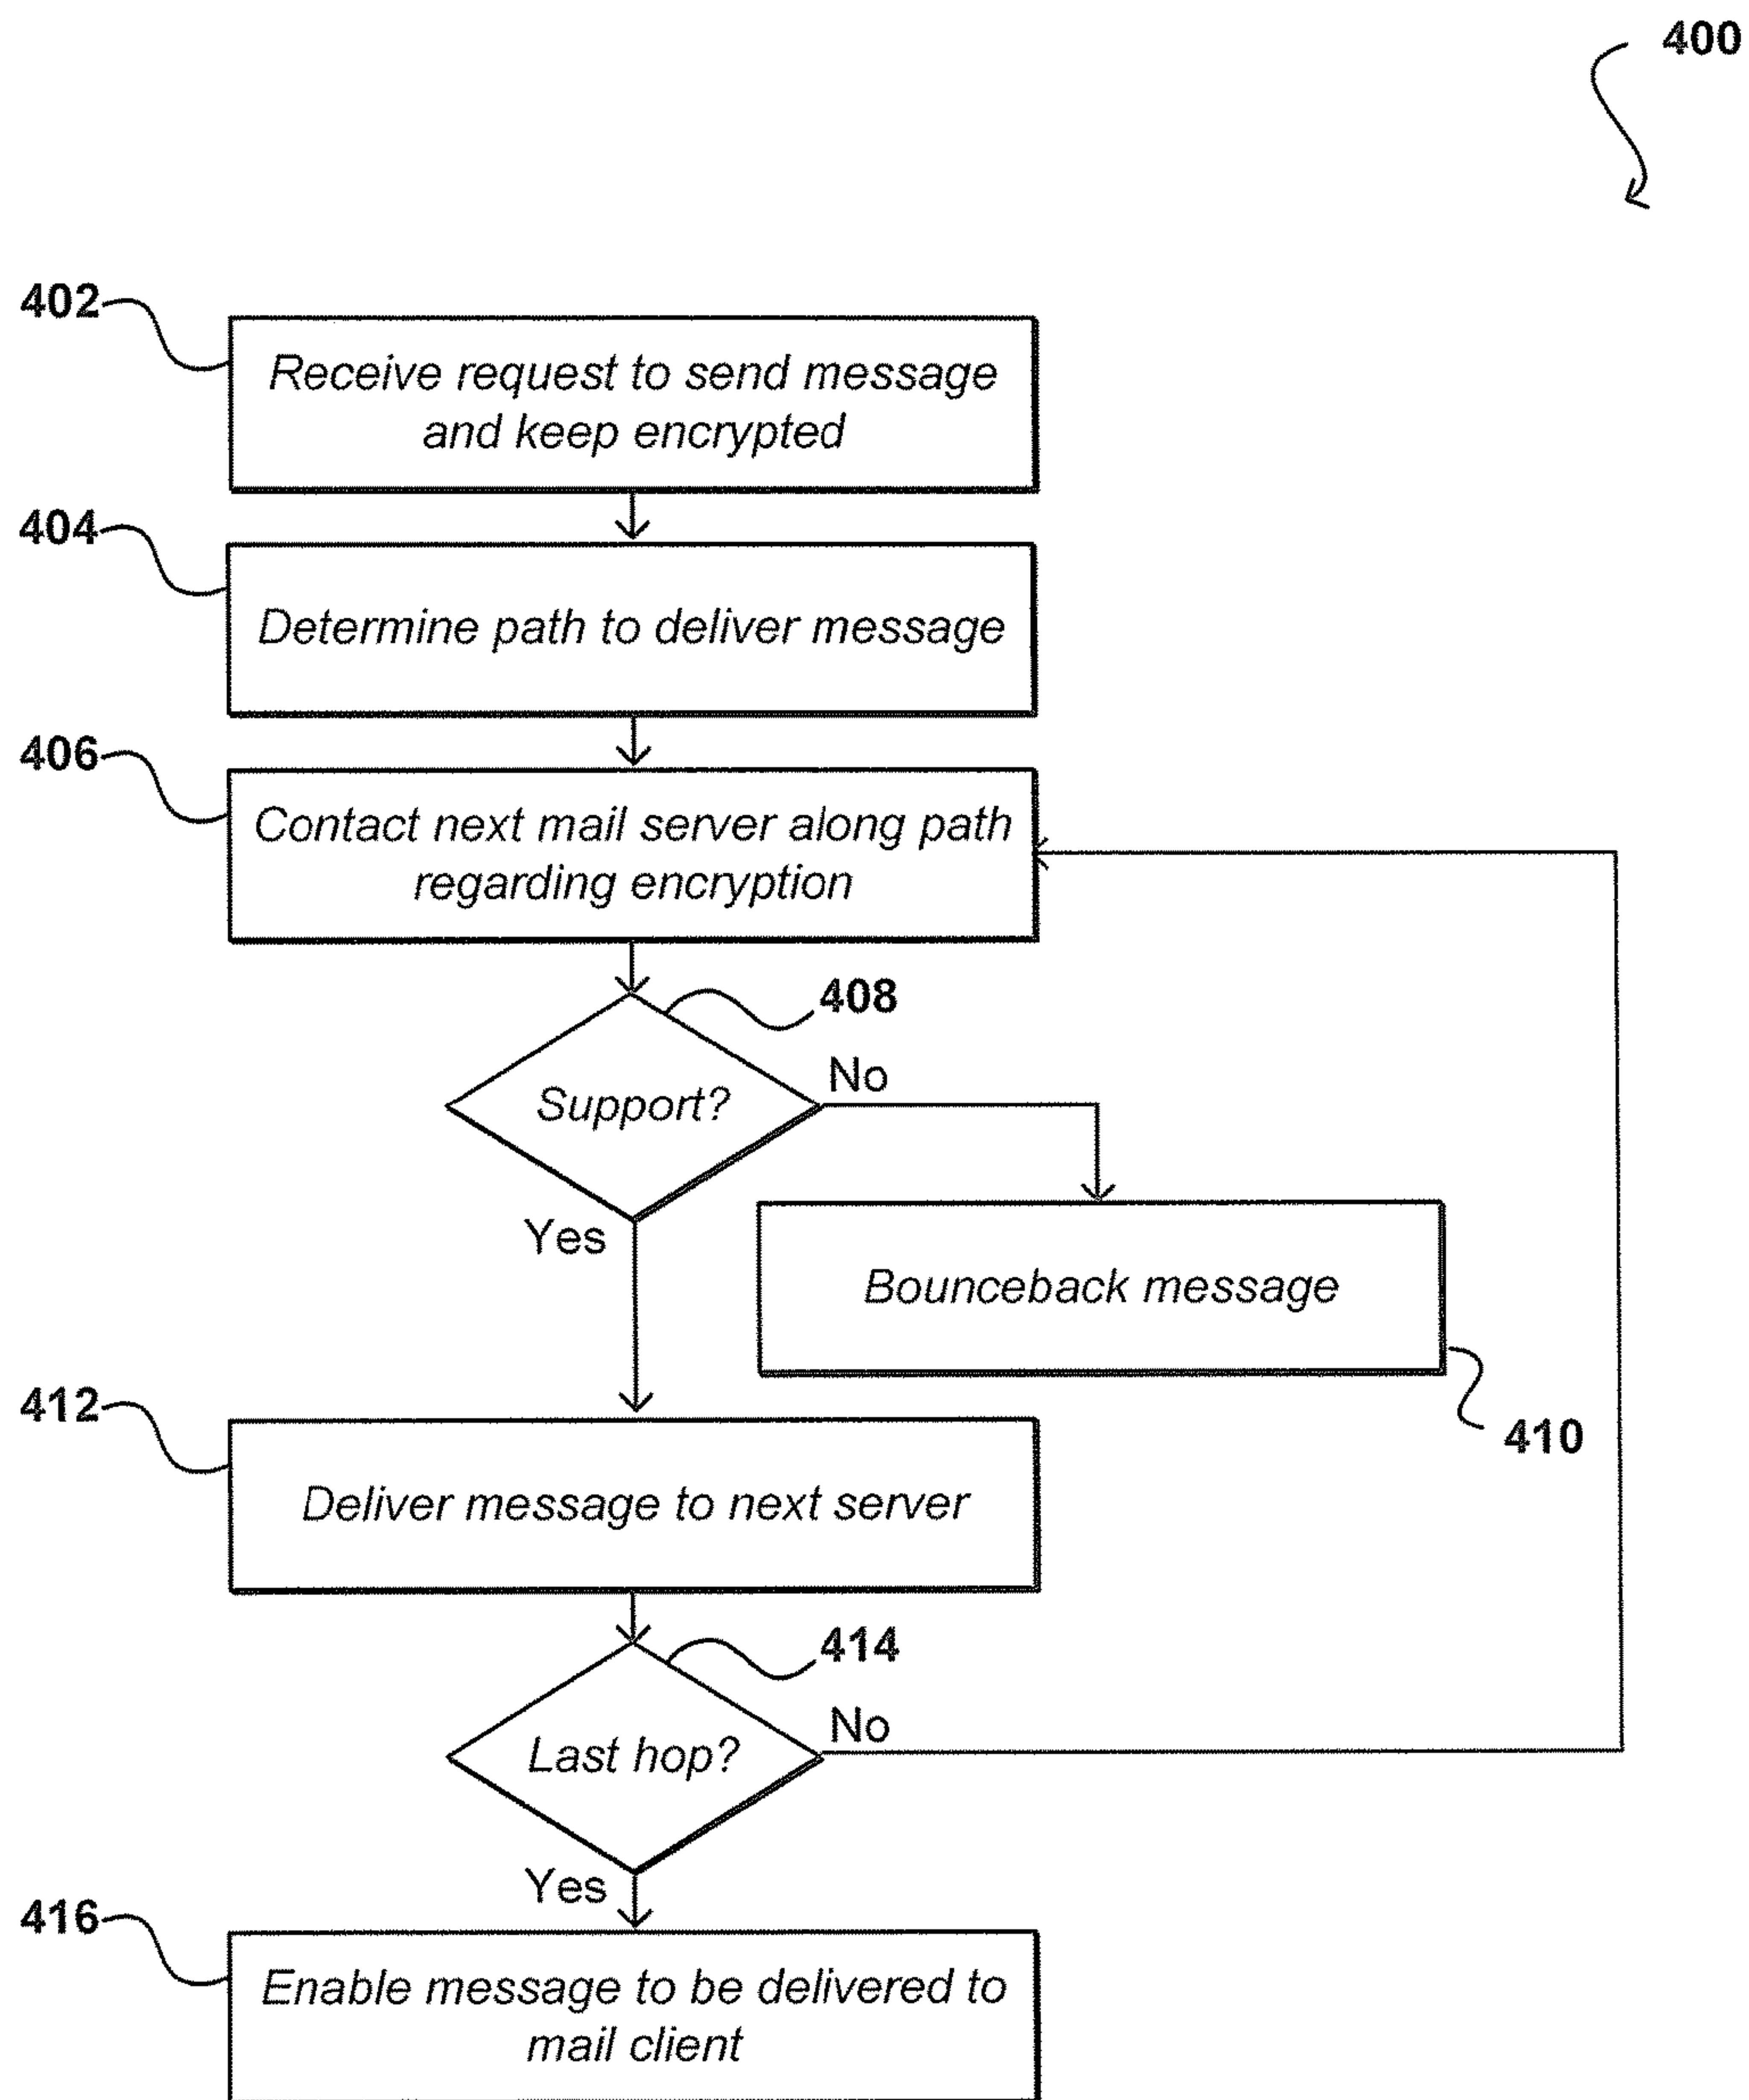 400
402
Receive request to send message
and keep encrypted
404
Determine path to deliver message
406
Contact next mail server along path
regarding encryption
408
Support?
No
Yes
Bounceback message
410
412
Deliver message to next server
414
Last hop?
No
Yes
416
Enable message to be delivered to
mail client